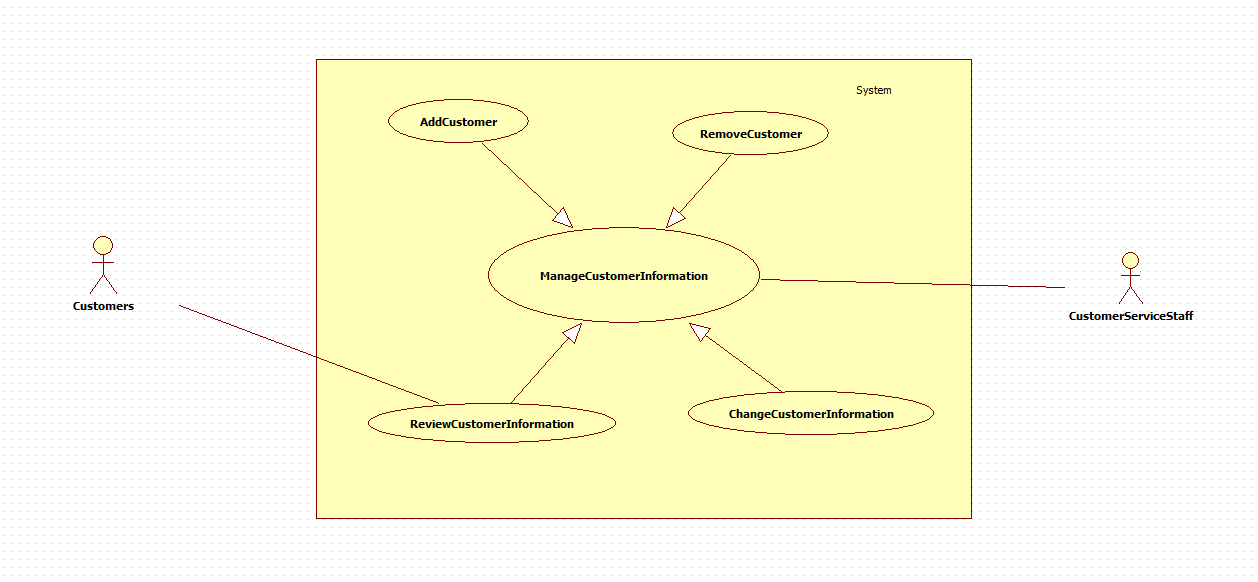 System
AddCustomer
RemoveCustomer
ManageCustomerInformation
Customers
CustomerServiceStaff
ChangeCustomerInformation
ReviewCustomerInformation